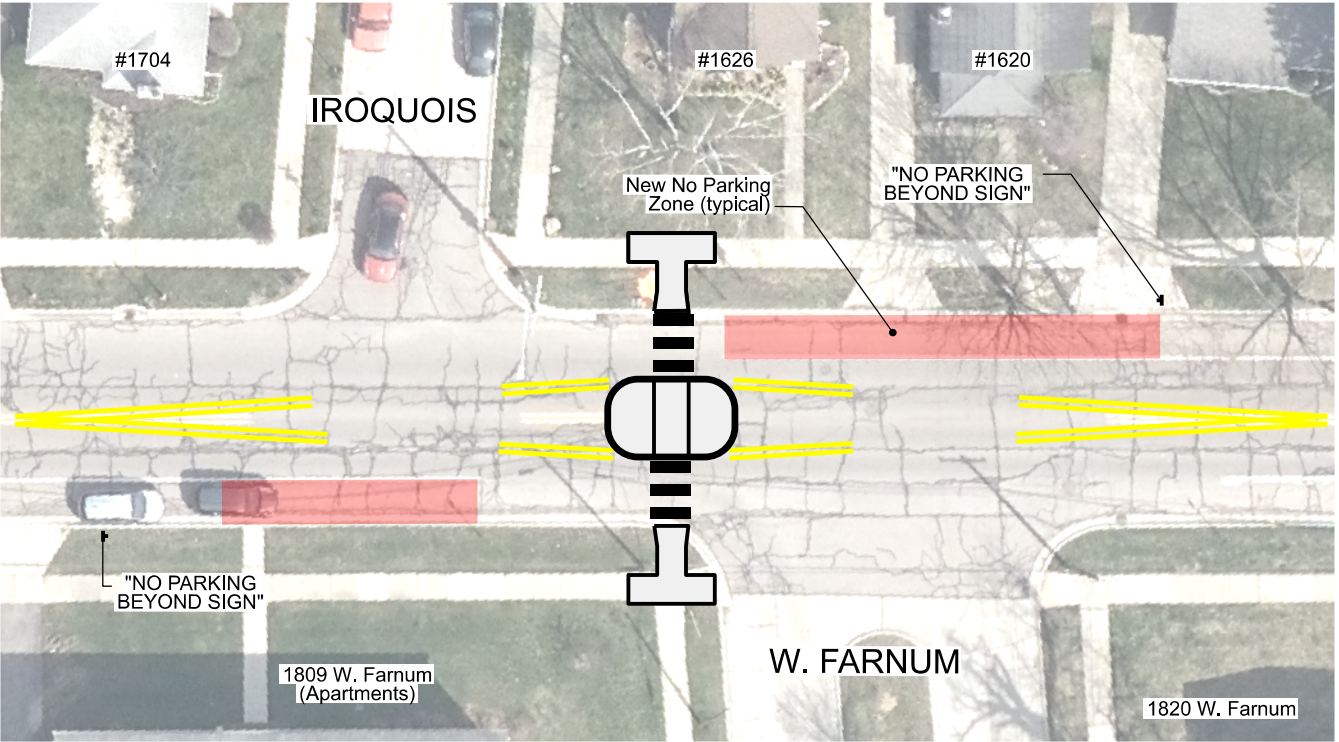 #1704
#1626
#1620
IROQUOIS
New No Parking
Zone (typical)
"NO PARKING
BEYOND SIGN"
"NO PARKING
BEYOND SIGN"
1809 W. Farnum
(Apartments)
W. FARNUM
1820 W. Farnum